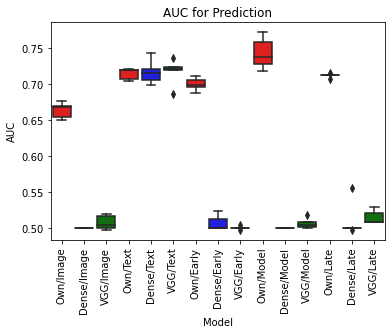 AUC for Prediction
AUC
0.75
0.70
0.65
0.60
0.55
0.50
Own/Image
Dense/Image
VGG/Image
Own/Text
Dense/Text
VGG/Text
Own/Early
Dense/Early
VGG/Early
Own/Model
Dense/Model
VGG/Model
Own/Late
Dense/Late
VGG/Late
Model